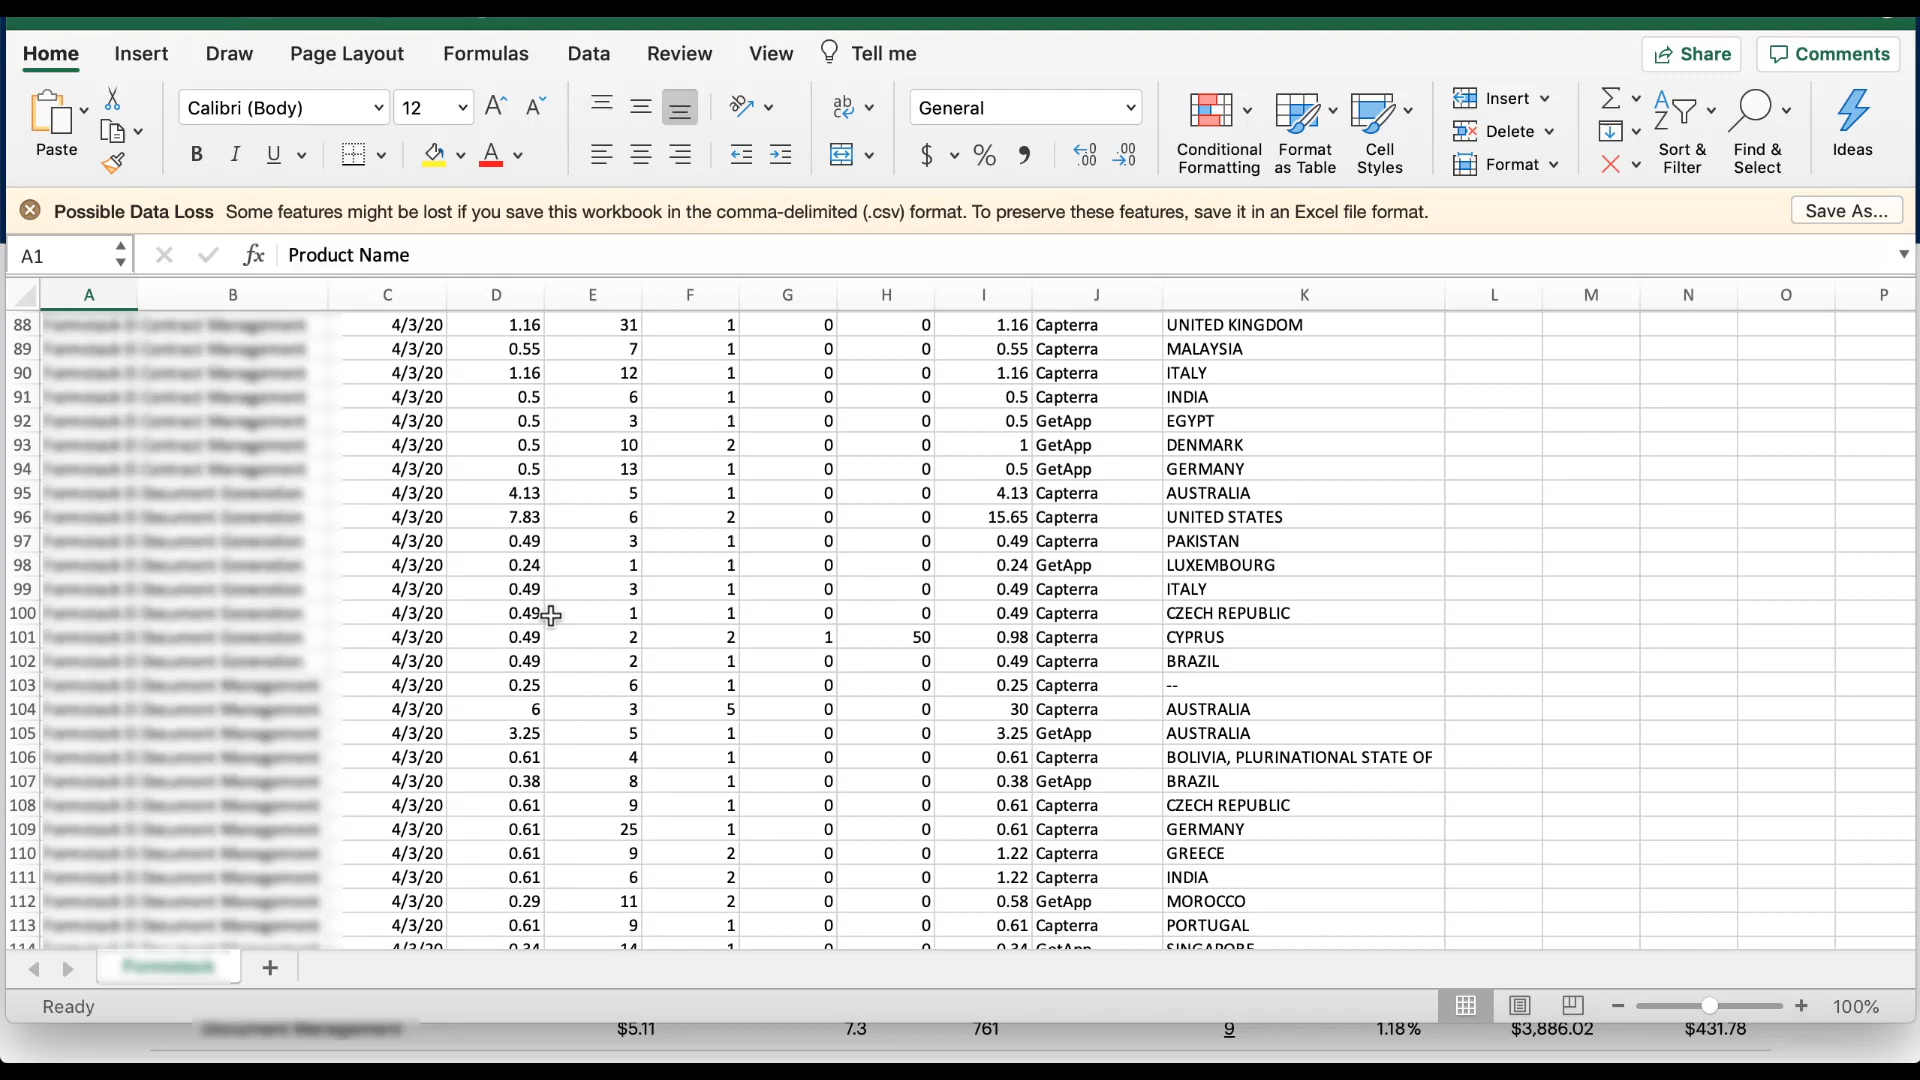 Home Insert Draw Page Layout Formulas Data Review View Tell me Share Comments
Paste Calibri (Body) 12 General Conditional Formatting Format as Table Cell Styles Insert Delete Format Sort & Filter Find & Select Ideas
B I U $ % ab
Possible Data Loss Some features might be lost if you save this workbook in the comma-delimited (.csv) format. To preserve these features, save it in an Excel file format. Save As...
A1 fx Product Name
A B C D E F G H I J K L M N O P
88 4/3/20 1.16 31 1 0 0 1.16 Capterra UNITED KINGDOM
89 4/3/20 0.55 7 1 0 0 0.55 Capterra MALAYSIA
90 4/3/20 1.16 12 1 0 0 1.16 Capterra ITALY
91 4/3/20 0.5 6 1 0 0 0.5 Capterra INDIA
92 4/3/20 0.5 3 1 0 0 0.5 GetApp EGYPT
93 4/3/20 0.5 10 2 0 0 1 GetApp DENMARK
94 4/3/20 0.5 13 1 0 0 0.5 GetApp GERMANY
95 4/3/20 4.13 5 1 0 0 4.13 Capterra AUSTRALIA
96 4/3/20 7.83 6 2 0 0 15.65 Capterra UNITED STATES
97 4/3/20 0.49 3 1 0 0 0.49 Capterra PAKISTAN
98 4/3/20 0.24 1 1 0 0 0.24 GetApp LUXEMBOURG
99 4/3/20 0.49 3 1 0 0 0.49 Capterra ITALY
100 4/3/20 0.49 1 1 0 0 0.49 Capterra CZECH REPUBLIC
101 4/3/20 0.49 2 2 1 50 0.98 Capterra CYPRUS
102 4/3/20 0.49 2 1 0 0 0.49 Capterra BRAZIL
103 4/3/20 0.25 6 1 0 0 0.25 Capterra --
104 4/3/20 6 3 5 0 0 30 Capterra AUSTRALIA
105 4/3/20 3.25 5 1 0 0 3.25 GetApp AUSTRALIA
106 4/3/20 0.61 4 1 0 0 0.61 Capterra BOLIVIA, PLURINATIONAL STATE OF
107 4/3/20 0.38 8 1 0 0 0.38 GetApp BRAZIL
108 4/3/20 0.61 9 1 0 0 0.61 Capterra CZECH REPUBLIC
109 4/3/20 0.61 25 1 0 0 0.61 Capterra GERMANY
110 4/3/20 0.61 9 2 0 0 1.22 Capterra GREECE
111 4/3/20 0.61 6 2 0 0 1.22 Capterra INDIA
112 4/3/20 0.29 11 2 0 0 0.58 GetApp MOROCCO
113 4/3/20 0.61 9 1 0 0 0.61 Capterra PORTUGAL
114 4/3/20 0.34 14 1 0 0 0.34 GetApp SINGAPORE
Ready 100%
$5.11 7.3 761 9 1.18% $3,886.02 $431.78